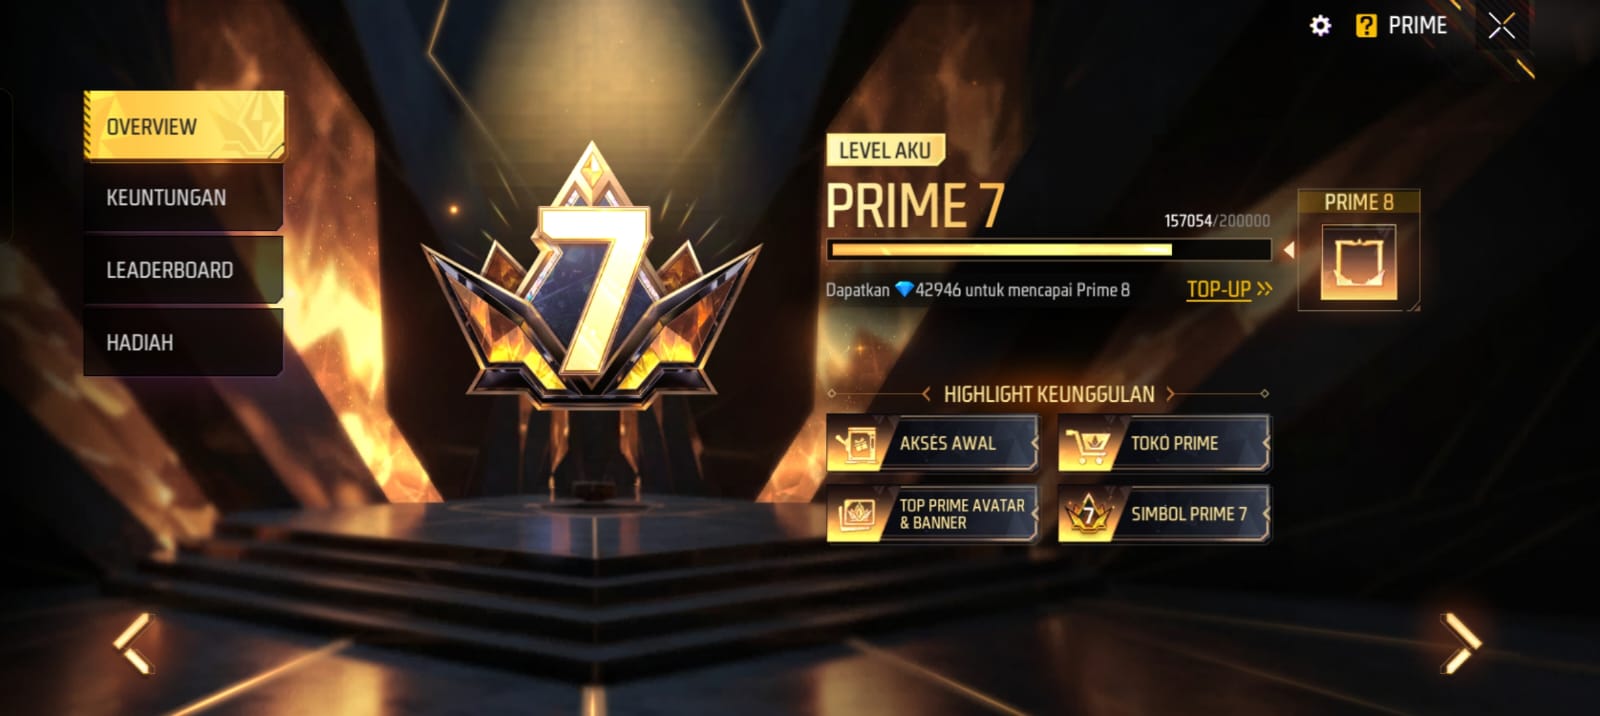 PRIME
OVERVIEW
KEUNTUNGAN
LEADERBOARD
HADIAH
7
LEVEL AKU
PRIME 7
157054/200000
Dapatkan 42946 untuk mencapai Prime 8
TOP-UP
PRIME 8
HIGHLIGHT KEUNGGULAN
AKSES AWAL
TOKO PRIME
TOP PRIME AVATAR
& BANNER
7
SIMBOL PRIME 7